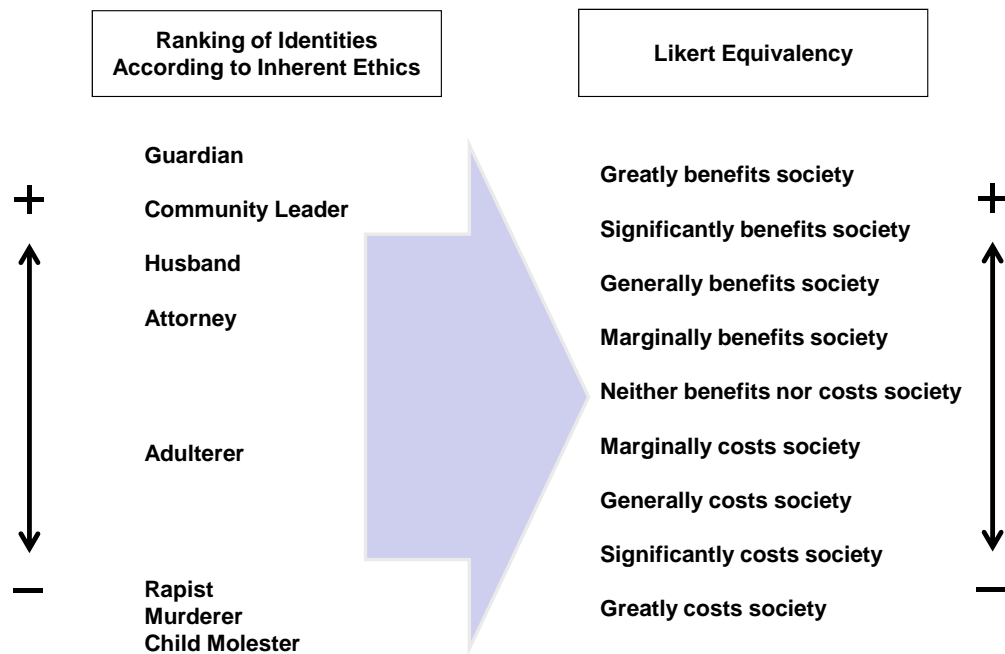 Ranking of Identities
According to Inherent Ethics
Likert Equivalency
+
Guardian
Community Leader
Husband
Attorney
Adulterer
Rapist
Murderer
Child Molester
–
+
Greatly benefits society
Significantly benefits society
Generally benefits society
Marginally benefits society
Neither benefits nor costs society
Marginally costs society
Generally costs society
Significantly costs society
Greatly costs society
–